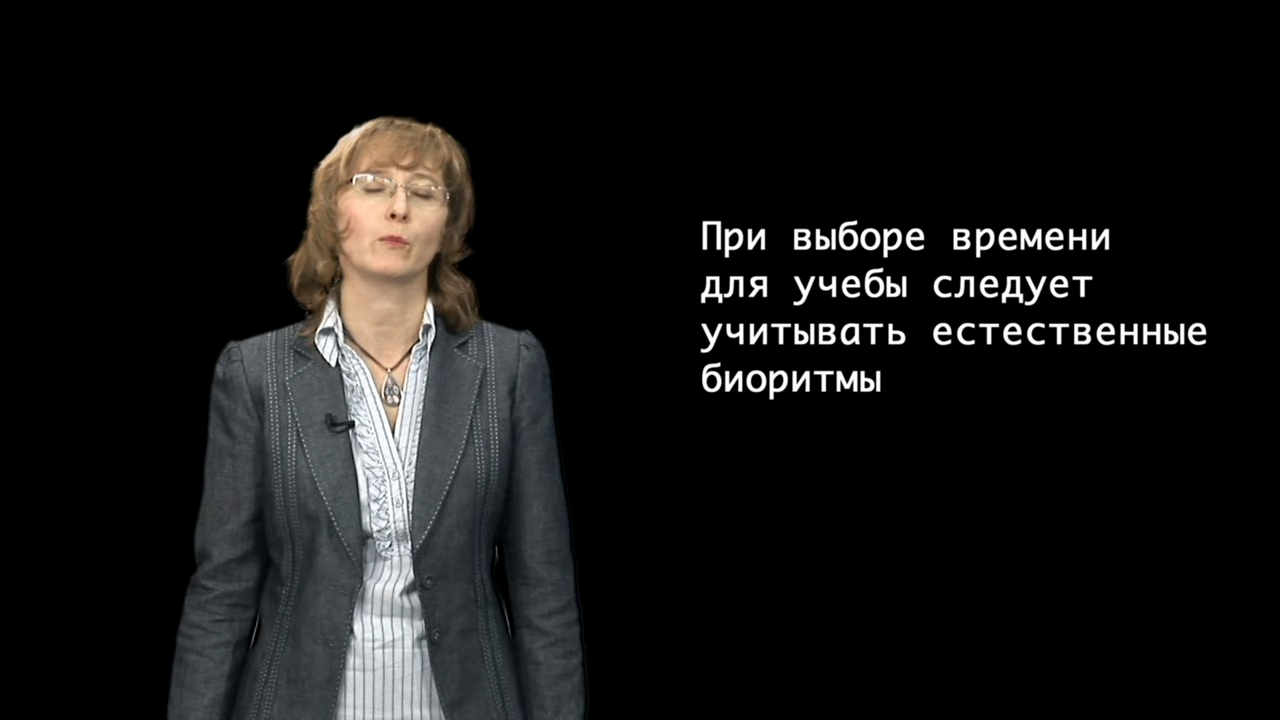 При выборе времени
для учебы следует
учитывать естественные
биоритмы